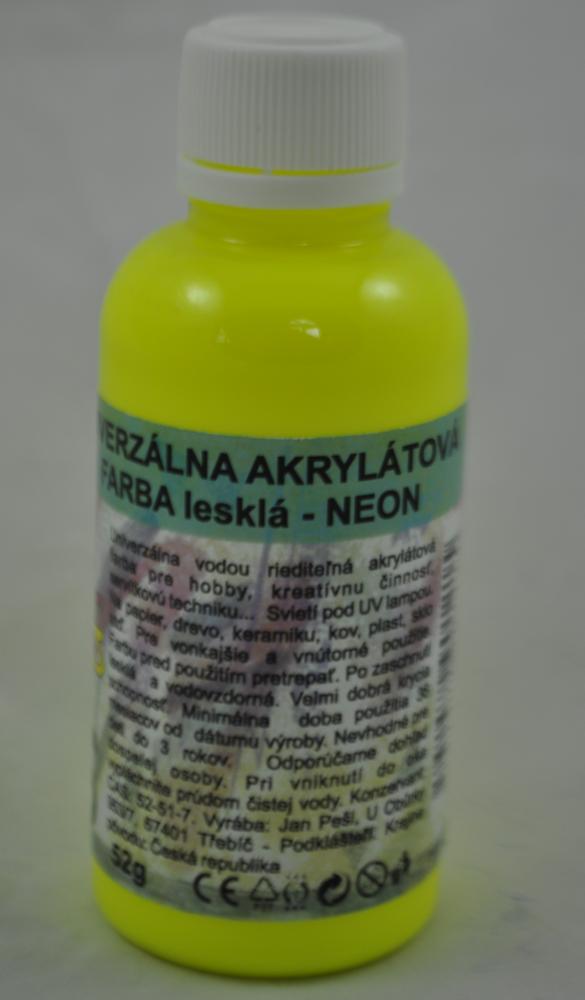 VERZÁLNA AKRYLÁTOVÁ
FARBA lesklá - NEON
Univerzálna vodou riediteľná akrylátová
farba pre hobby, kreatívnu činnosť,
servítkovú techniku... Svieti pod UV lampou.
na papier, drevo, keramiku, kov, plast, sklo
atď. Pre vonkajšie a vnútorné použitie.
Farbu pred použitím pretrepať. Po zaschnutí
lesklá a vodovzdorná. Veľmi dobrá krycia
schopnosť. Minimálna doba použitia 36
mesiacov od dátumu výroby. Nevhodné pre
deti do 3 rokov. Odporúčame dohľad
dospelej osoby. Pri vniknutí do oka
vypláchnite prúdom čistej vody. Konzervant
CAS: 52-51-7. Vyrába: Jan Pešl, U
67401 Třebíč - Podklášteří. Krajina
pôvodu: Česká republika
52g
CE